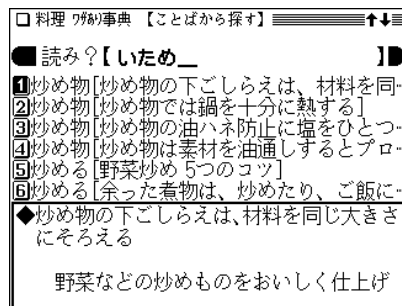 料理 ワザあり事典 【ことばから探す】
読み?【いため_ 】
1炒め物[炒め物の下ごしらえは、材料を同‥
2炒め物[炒め物では鍋を十分に熱する]
3炒め物[炒め物の油ハネ防止に塩をひとつ‥
4炒め物[炒め物は素材を油通しするとプロ‥
5炒める[野菜炒め 5つのコツ]
6炒める[余った煮物は、炒めたり、ご飯に‥
◆炒め物の下ごしらえは、材料を同じ大きさ
にそろえる
野菜などの炒めものをおいしく仕上げ